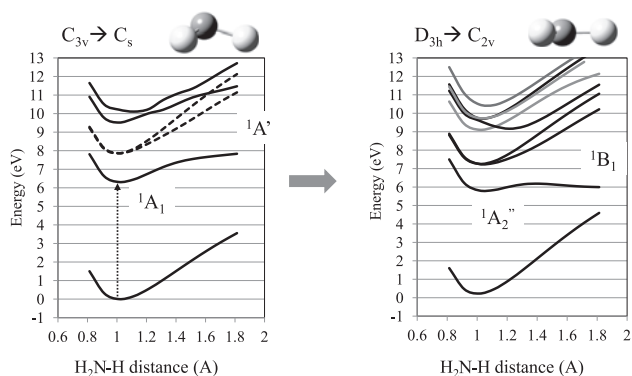 C3v→ Cs
D3h→ C2v
13
12
11
10
9
8
7
6
5
4
3
2
1
0
-1
Energy (eV)
¹A'
¹A₁
0.6 0.8 1 1.2 1.4 1.6 1.8 2
H₂N-H distance (A)
13
12
11
10
9
8
7
6
5
4
3
2
1
0
-1
Energy (eV)
¹B₁
¹A₂"
0.6 0.8 1 1.2 1.4 1.6 1.8 2
H₂N-H distance (A)